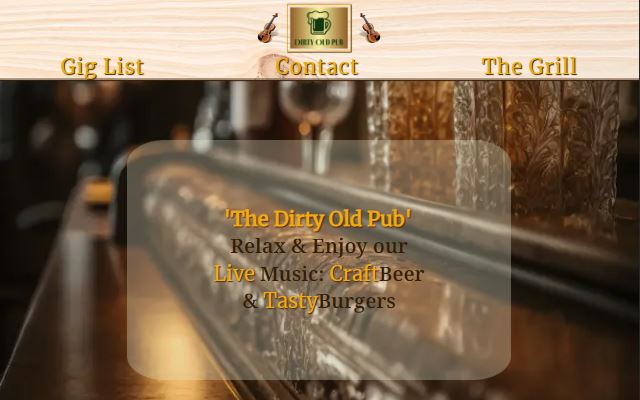 DIRTY OLD PUB
Gig List
Contact
The Grill
'The Dirty Old Pub'
Relax & Enjoy our
Live Music: CraftBeer
& TastyBurgers